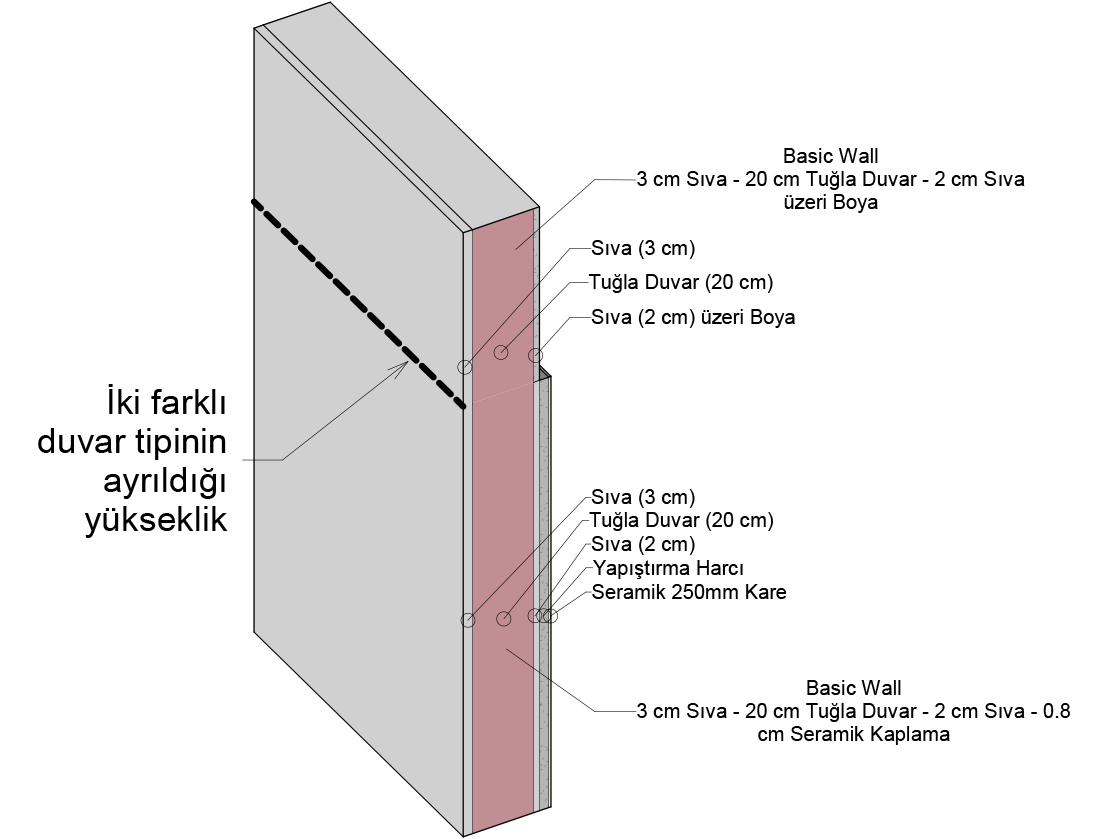 Basic Wall
3 cm Sıva - 20 cm Tuğla Duvar - 2 cm Sıva
üzeri Boya
Sıva (3 cm)
Tuğla Duvar (20 cm)
Sıva (2 cm) üzeri Boya
İki farklı
duvar tipinin
ayrıldığı
yükseklik
Sıva (3 cm)
Tuğla Duvar (20 cm)
Sıva (2 cm)
Yapıştırma Harcı
Seramik 250mm Kare
Basic Wall
3 cm Sıva - 20 cm Tuğla Duvar - 2 cm Sıva - 0.8
cm Seramik Kaplama